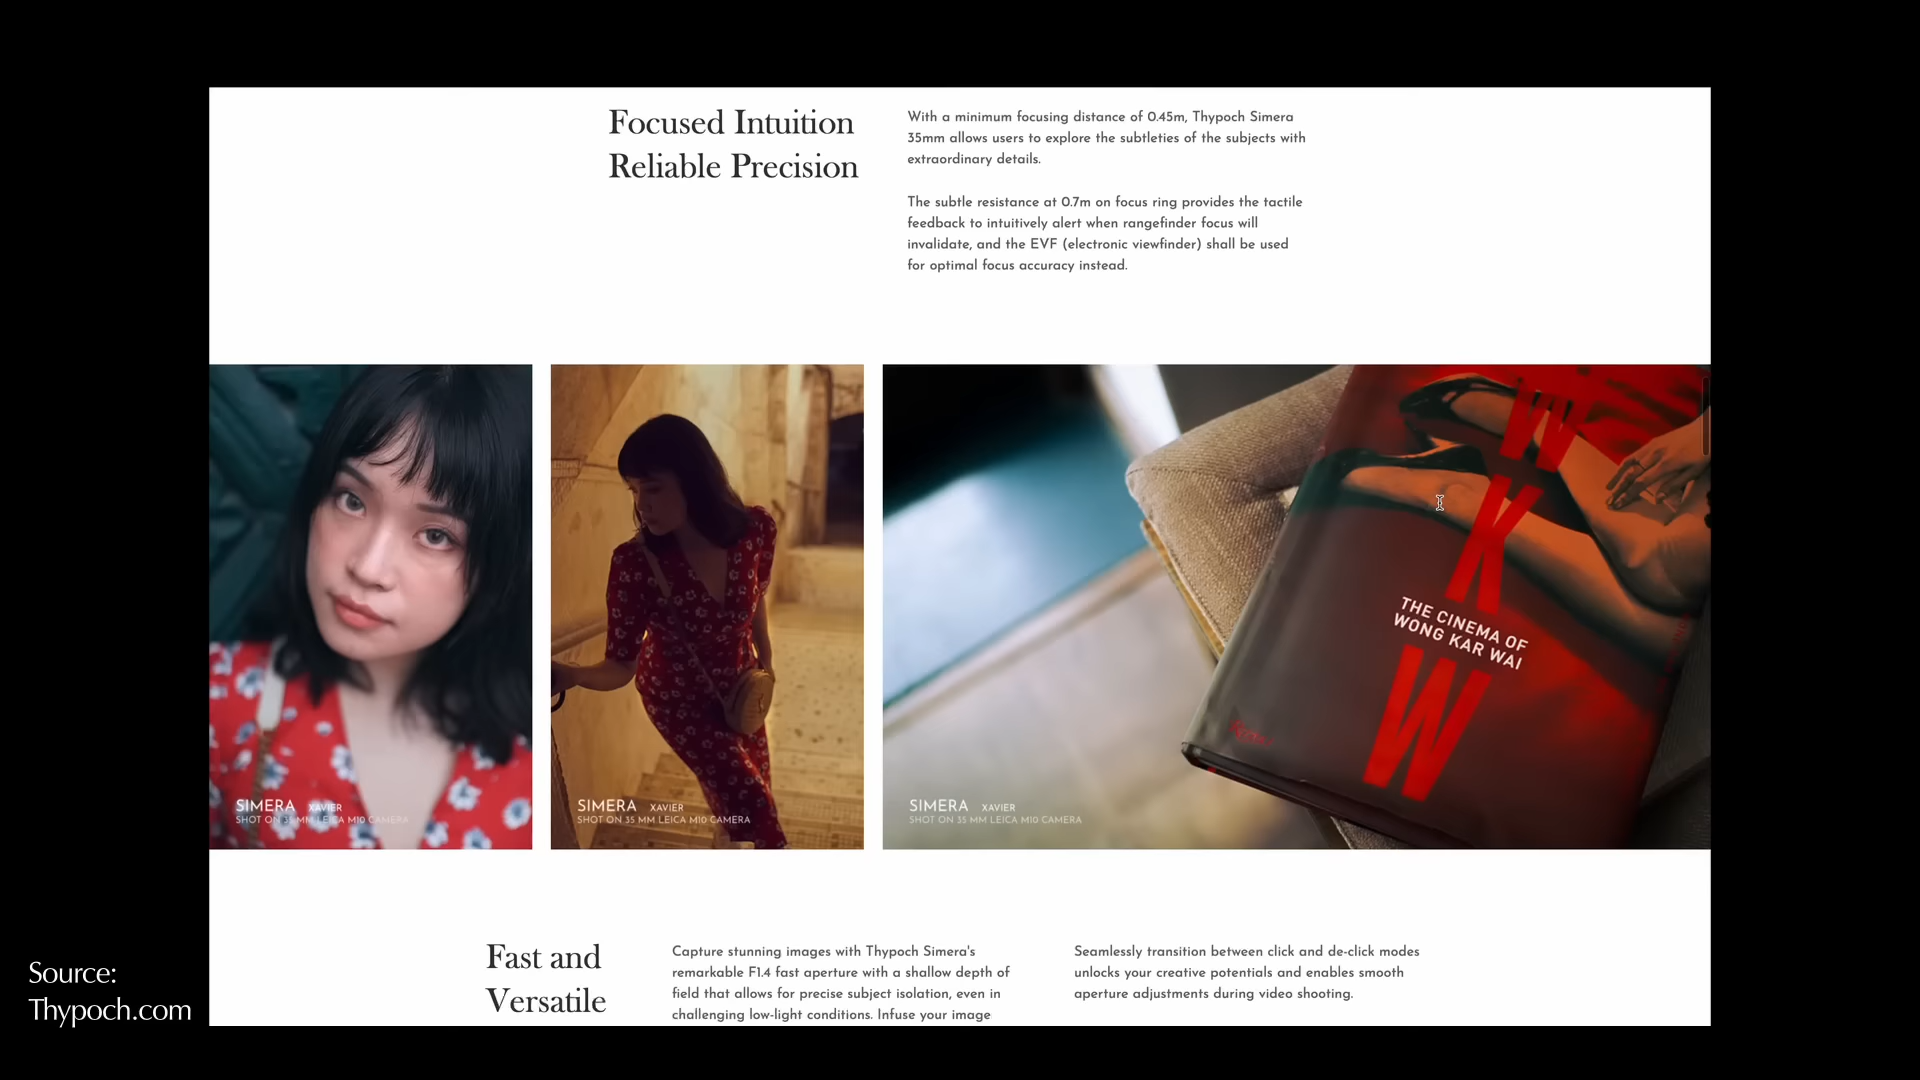 Focused Intuition
Reliable Precision
With a minimum focusing distance of 0.45m, Thypoch Simera
35mm allows users to explore the subtleties of the subjects with
extraordinary details.
The subtle resistance at 0.7m on focus ring provides the tactile
feedback to intuitively alert when rangefinder focus will
invalidate, and the EVF (electronic viewfinder) shall be used
for optimal focus accuracy instead.
SIMERA XAVIER
SHOT ON 35 MM LEICA M10 CAMERA
SIMERA XAVIER
SHOT ON 35 MM LEICA M10 CAMERA
W
K
THE CINEMA OF
WONG KAR WAI
W
SIMERA XAVIER
SHOT ON 35 MM LEICA M10 CAMERA
Fast and
Versatile
Capture stunning images with Thypoch Simera's
remarkable F1.4 fast aperture with a shallow depth of
field that allows for precise subject isolation, even in
challenging low-light conditions. Infuse your image
Seamlessly transition between click and de-click modes
unlocks your creative potentials and enables smooth
aperture adjustments during video shooting.
Source:
Thypoch.com